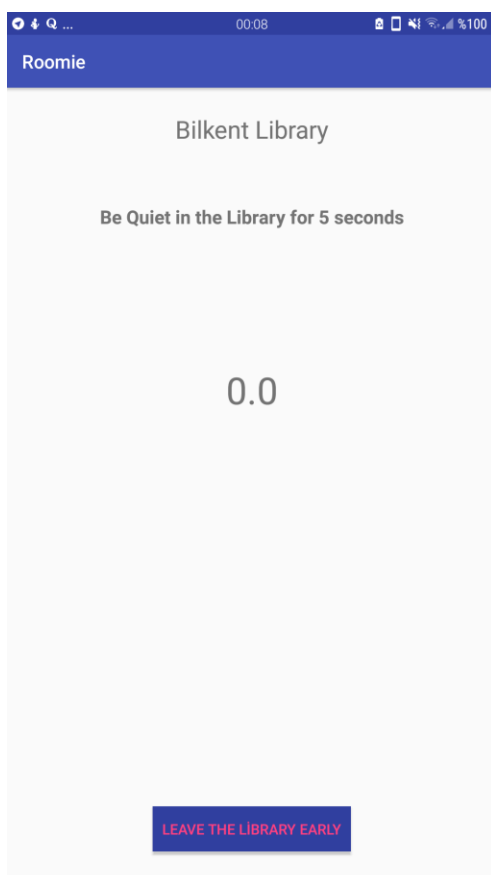 Q ... 00:08 %100
Roomie
Bilkent Library
Be Quiet in the Library for 5 seconds
0.0
LEAVE THE LİBRARY EARLY